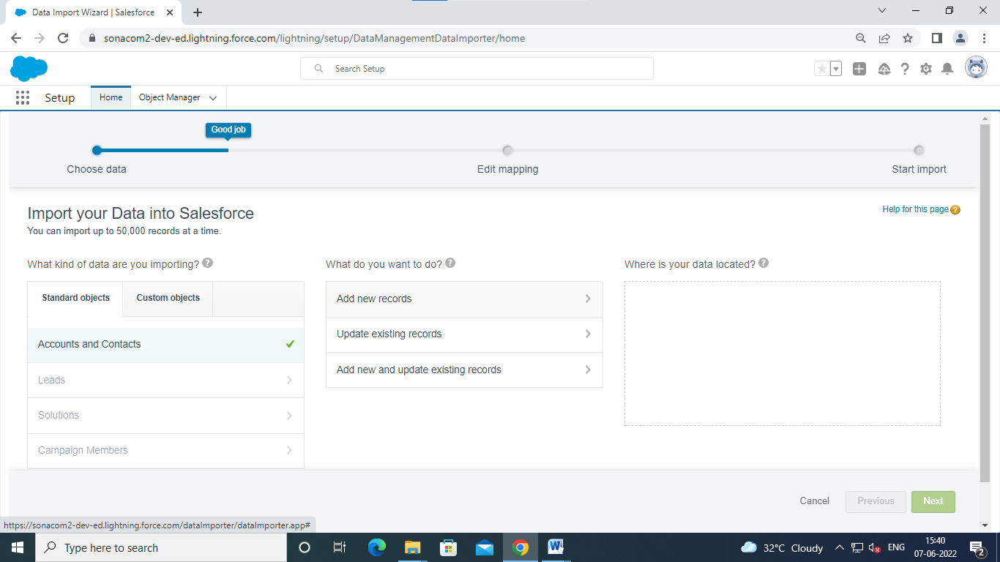 Data Import Wizard | Salesforce
sonacom2-dev-ed.lightning.force.com/lightning/setup/DataManagementDataImporter/home
Search Setup
Setup
Home
Object Manager
Good job
Choose data
Edit mapping
Start import
Import your Data into Salesforce
Help for this page
You can import up to 50,000 records at a time.
What kind of data are you importing? ?
What do you want to do? ?
Where is your data located? ?
Standard objects
Custom objects
Add new records
Update existing records
Add new and update existing records
Accounts and Contacts
Leads
Solutions
Campaign Members
Cancel
Previous
Next
https://sonacom2-dev-ed.lightning.force.com/dataImporter/dataImporter.app#
Type here to search
32°C Cloudy
ENG
15:40
07-06-2022
2